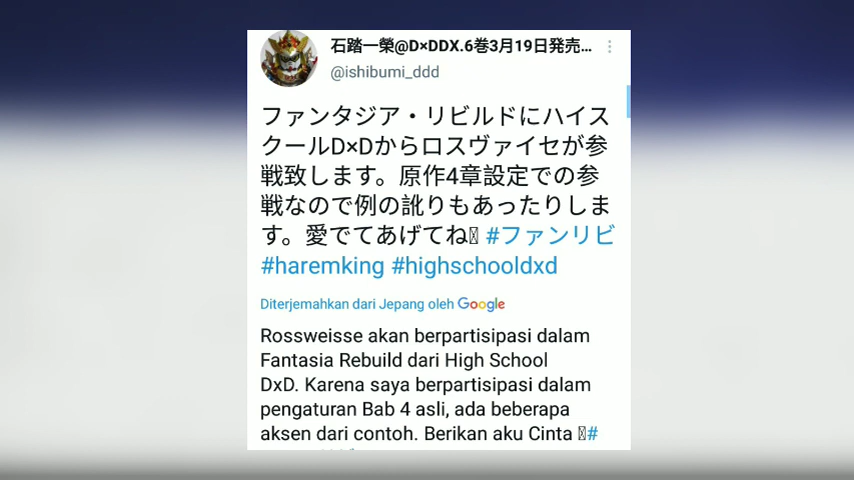 石踏一榮@D×DDX.6巻3月19日発売...
@ishibumi_ddd
ファンタジア・リビルドにハイス
クールD×Dからロスヴァイセが参
戦致します。原作4章設定での参
戦なので例の訛りもあったりしま
す。愛でてあげてね #ファンリビ
#haremking #highschooldxd
Diterjemahkan dari Jepang oleh Google
Rossweisse akan berpartisipasi dalam
Fantasia Rebuild dari High School
DxD. Karena saya berpartisipasi dalam
pengaturan Bab 4 asli, ada beberapa
aksen dari contoh. Berikan aku Cinta #